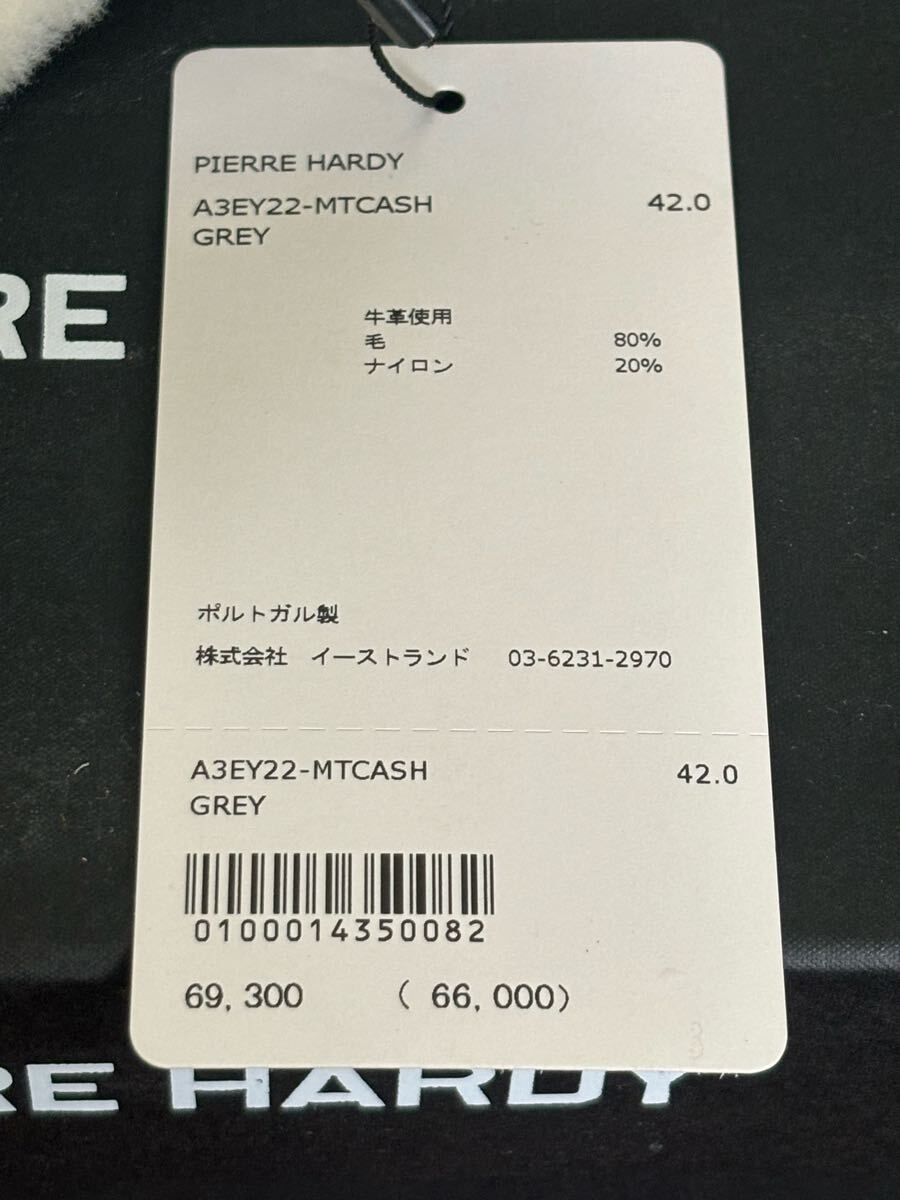 PIERRE HARDY
A3EY22-MTCASH 42.0
GREY
RE
牛革使用
毛 80%
ナイロン 20%
ポルトガル製
株式会社 イーストランド 03-6231-2970
A3EY22-MTCASH 42.0
GREY
0100014350082
69,300 ( 66,000)
3
RE HARDY